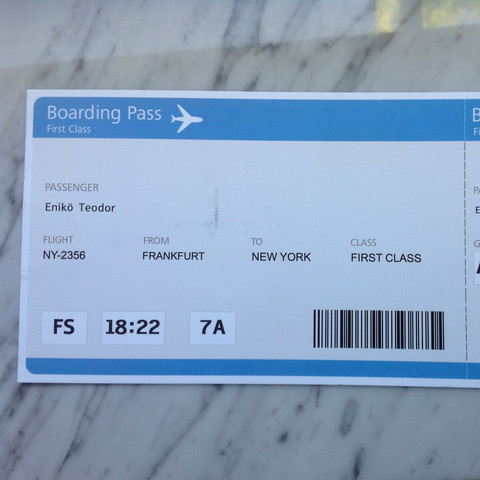 Boarding Pass
First Class
PASSENGER
Enikö Teodor
FLIGHT FROM TO CLASS
NY-2356 FRANKFURT NEW YORK FIRST CLASS
FS 18:22 7A